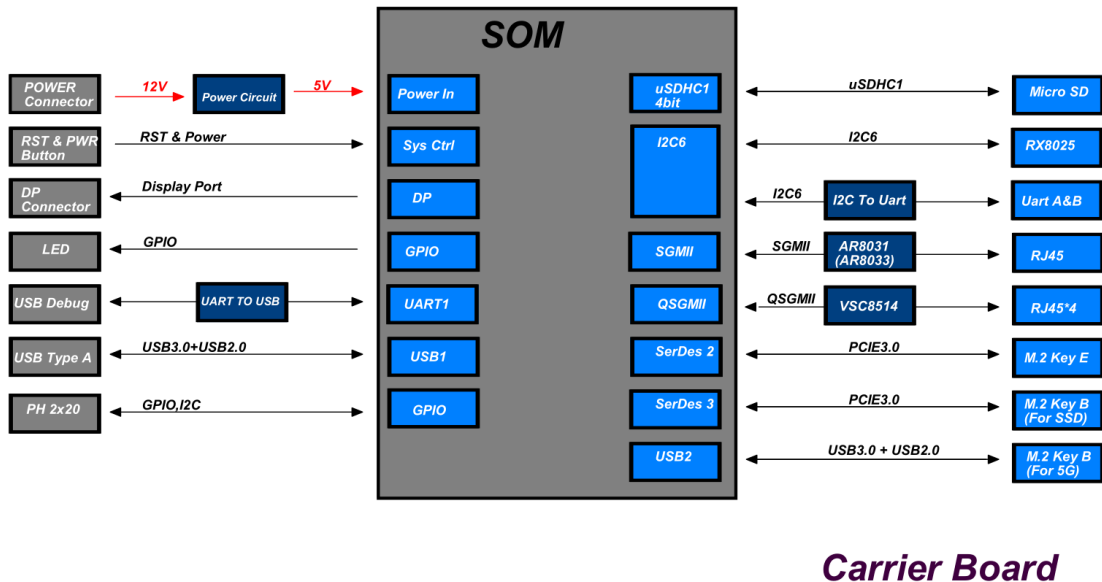 SOM
POWER
Connector
12V
Power Circuit
5V
Power In
uSDHC1
4bit
uSDHC1
Micro SD
RST & PWR
Button
RST & Power
Sys Ctrl
I2C6
I2C6
RX8025
DP
Connector
Display Port
DP
I2C6
I2C To Uart
Uart A&B
LED
GPIO
GPIO
SGMII
SGMII
AR8031
(AR8033)
RJ45
USB Debug
UART TO USB
UART1
QSGMII
QSGMII
VSC8514
RJ45*4
USB Type A
USB3.0+USB2.0
USB1
SerDes 2
PCIE3.0
M.2 Key E
PH 2x20
GPIO,I2C
GPIO
SerDes 3
PCIE3.0
M.2 Key B
(For SSD)
USB2
USB3.0 + USB2.0
M.2 Key B
(For 5G)
Carrier Board